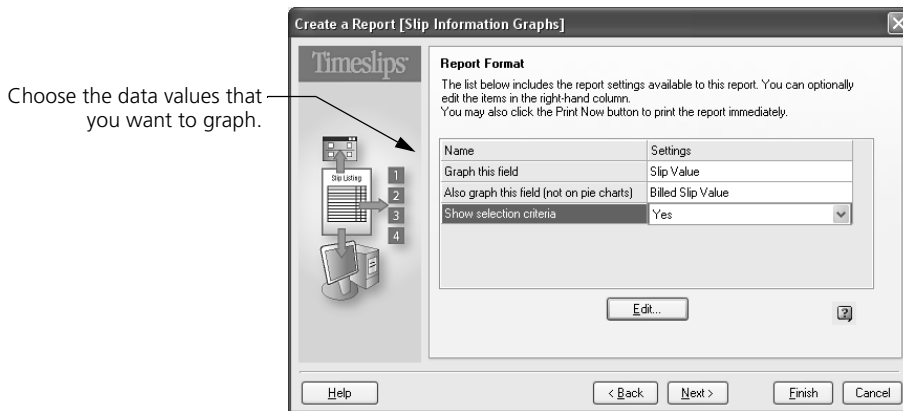 Create a Report [Slip Information Graphs]
Timeslips
Choose the data values that
you want to graph.
Slip Listing
1
2
3
4
Report Format
The list below includes the report settings available to this report. You can optionally
edit the items in the right-hand column.
You may also click the Print Now button to print the report immediately.
Name Settings
Graph this field Slip Value
Also graph this field (not on pie charts) Billed Slip Value
Show selection criteria Yes
Edit...
?
Help < Back Next > Finish Cancel